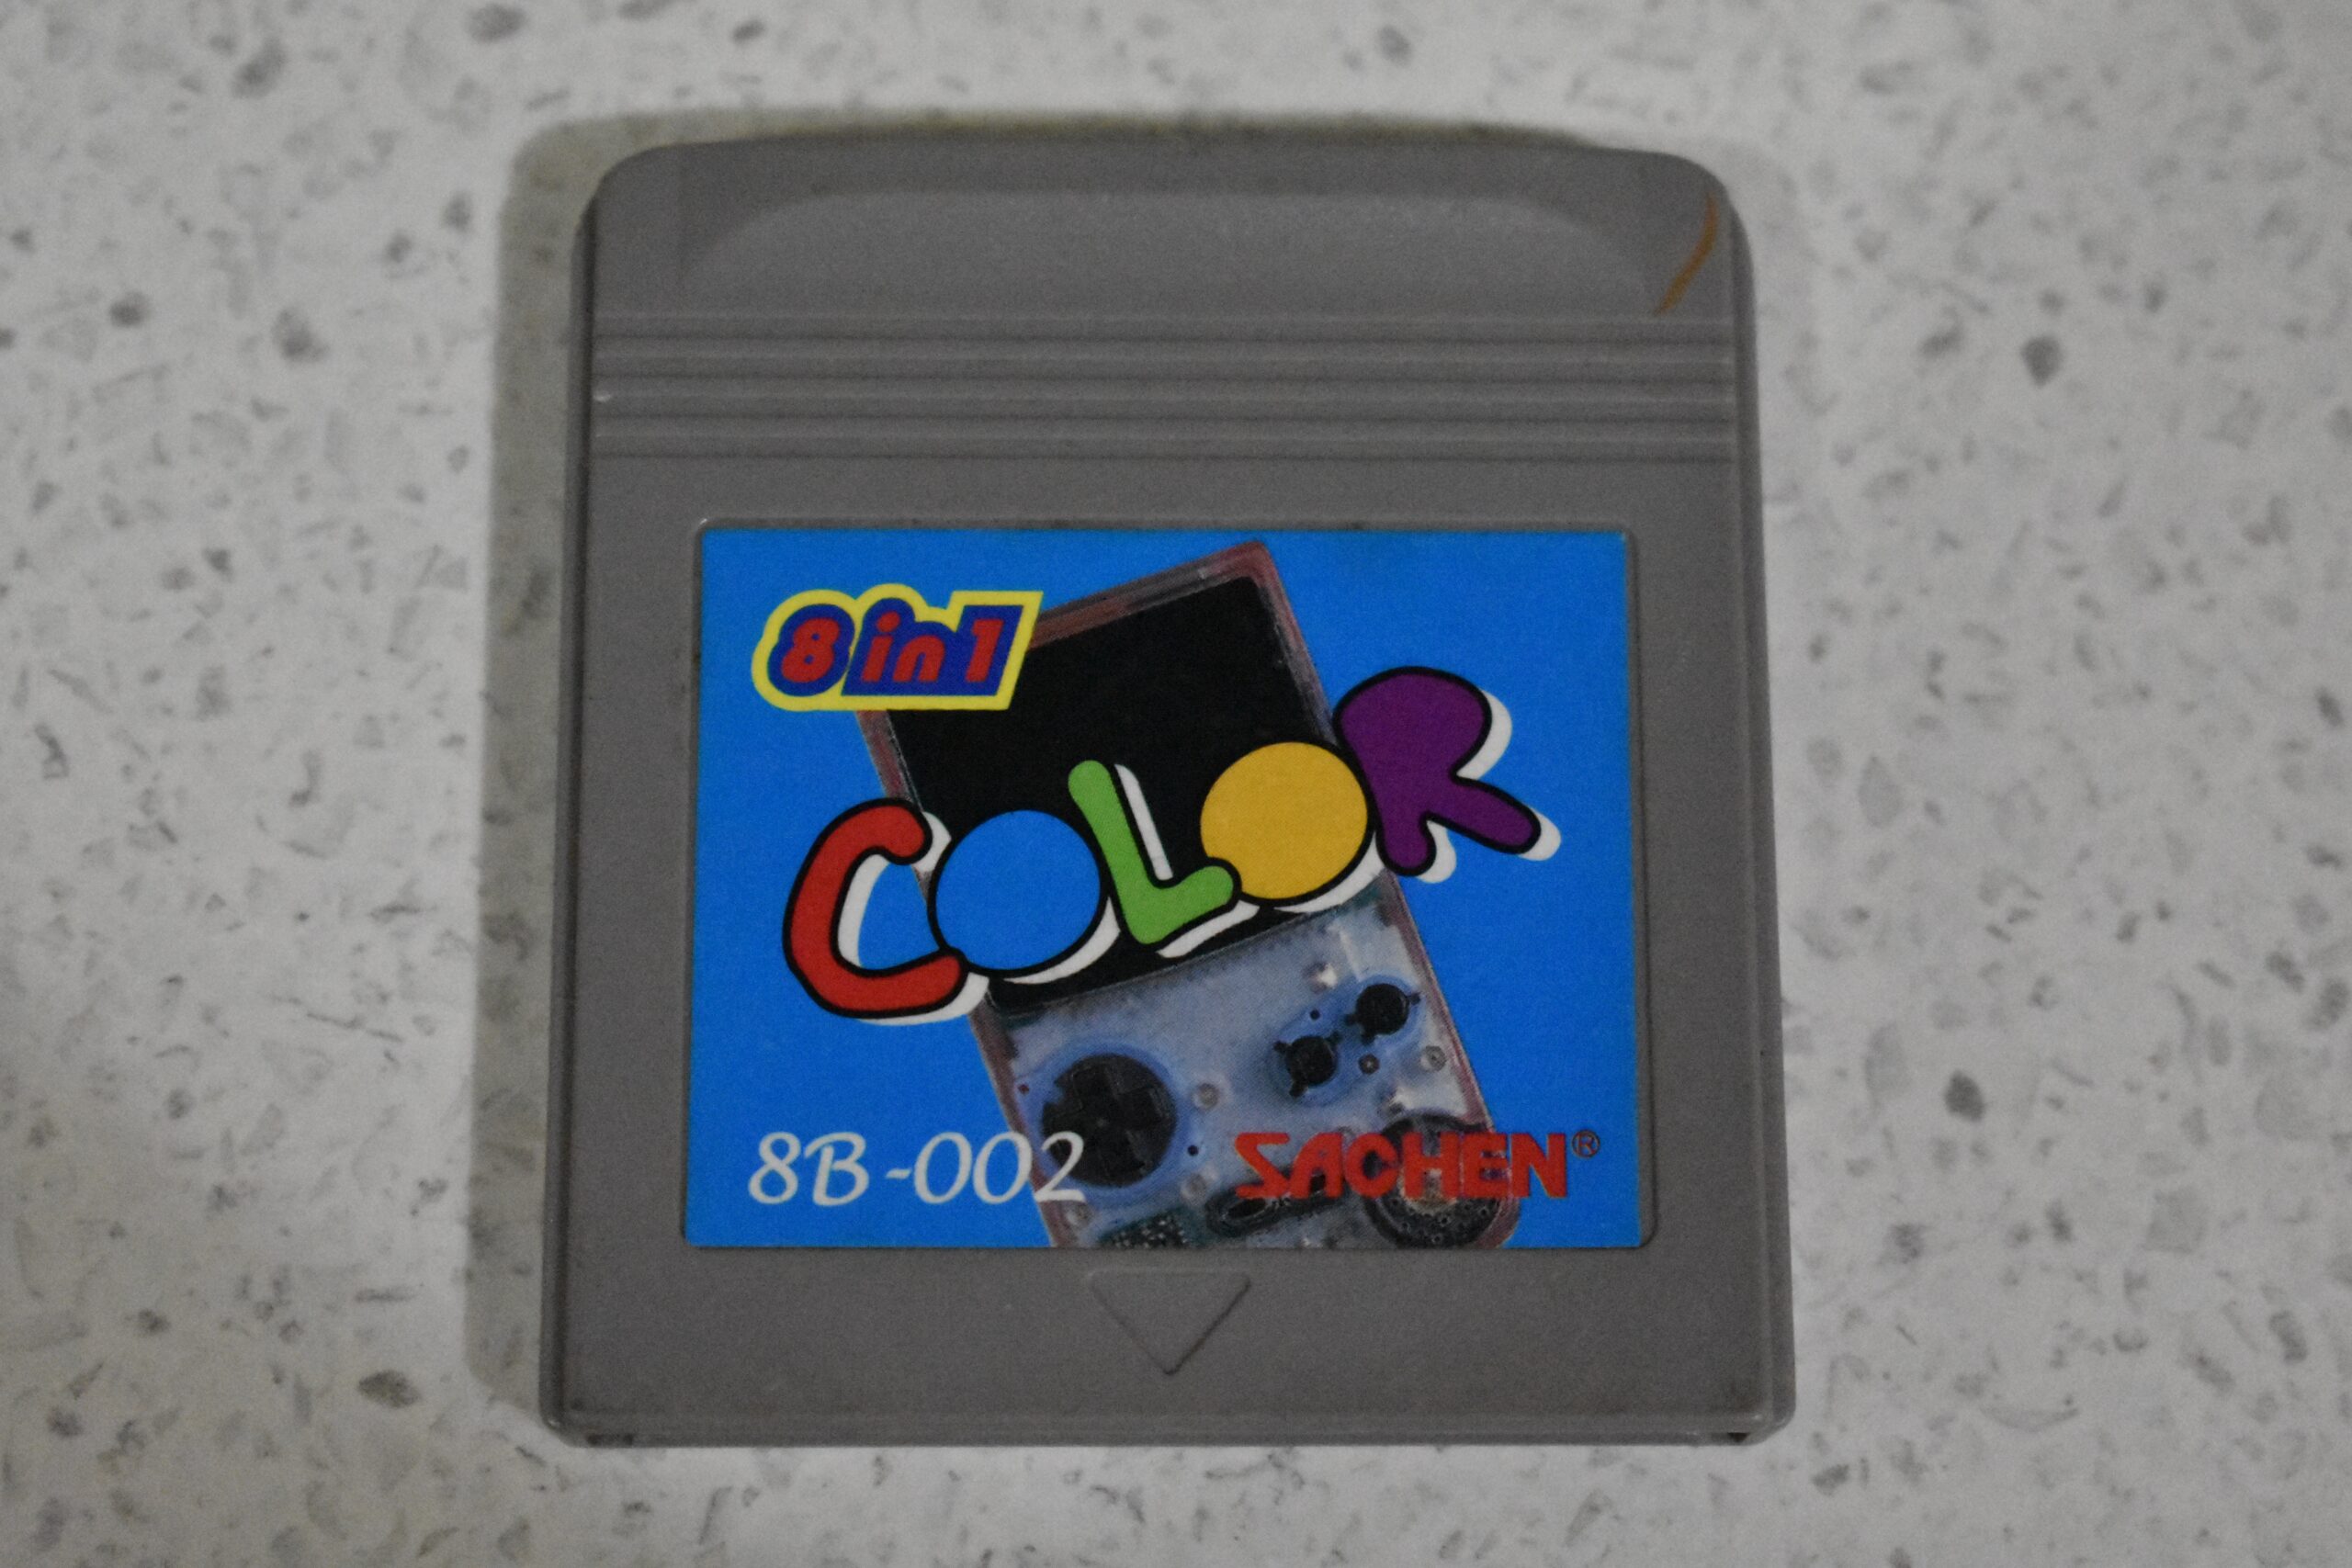 8 in 1
COLOR
8B-002
SACHEN®